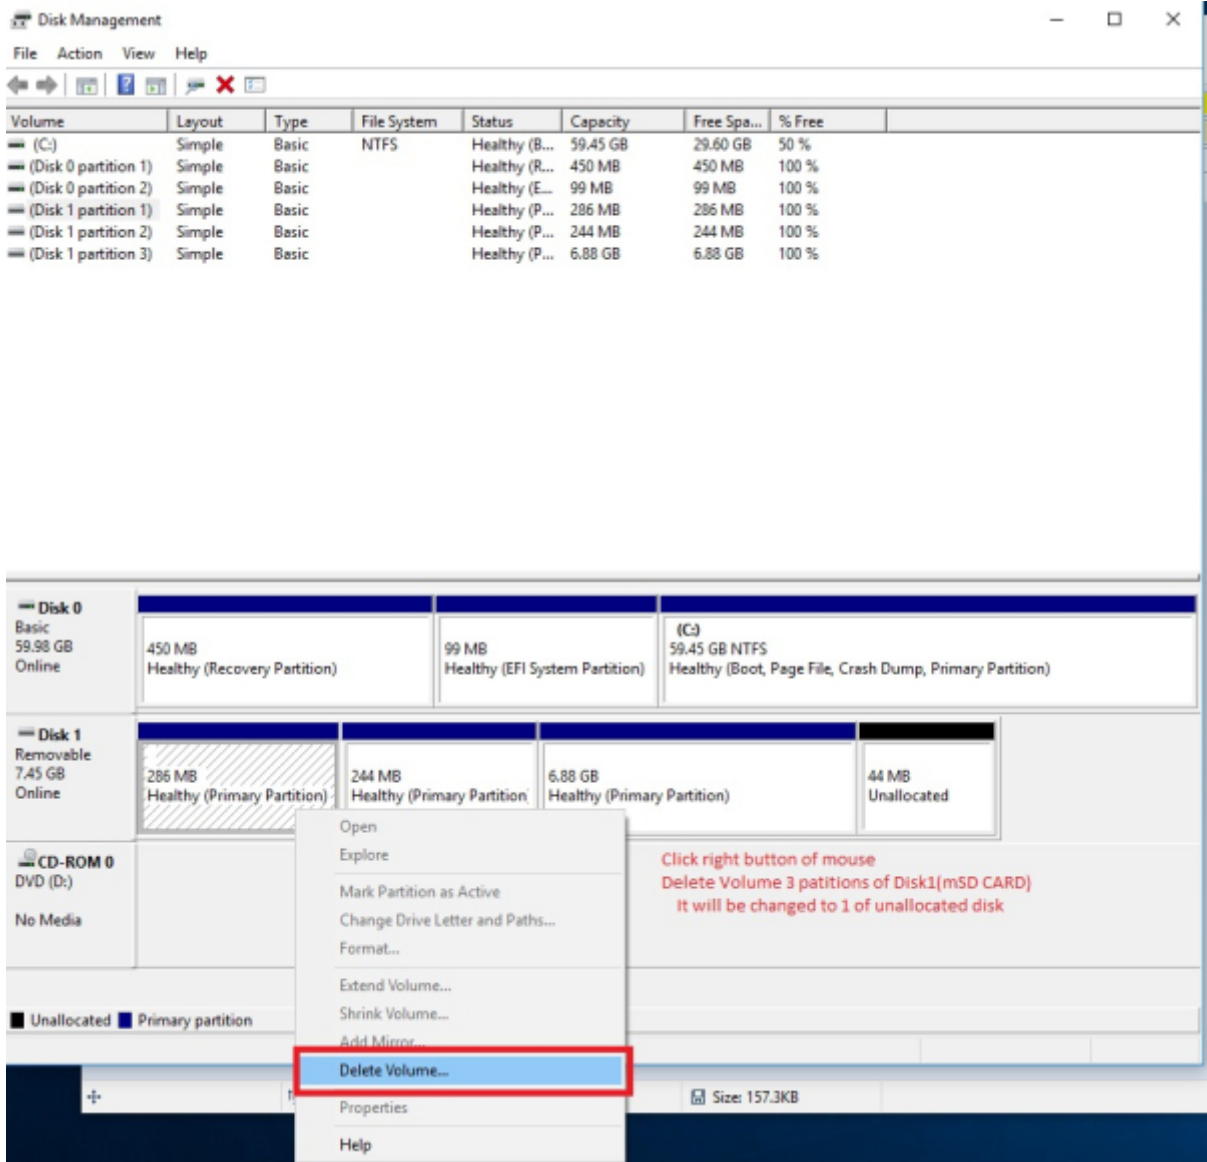 Disk Management
File Action View Help
Volume Layout Type File System Status Capacity Free Spa... % Free
(C:) Simple Basic NTFS Healthy (B... 59.45 GB 29.60 GB 50 %
(Disk 0 partition 1) Simple Basic Healthy (R... 450 MB 450 MB 100 %
(Disk 0 partition 2) Simple Basic Healthy (E... 99 MB 99 MB 100 %
(Disk 1 partition 1) Simple Basic Healthy (P... 286 MB 286 MB 100 %
(Disk 1 partition 2) Simple Basic Healthy (P... 244 MB 244 MB 100 %
(Disk 1 partition 3) Simple Basic Healthy (P... 6.88 GB 6.88 GB 100 %
Disk 0
Basic
59.98 GB
Online
450 MB
Healthy (Recovery Partition)
99 MB
Healthy (EFI System Partition)
(C:)
59.45 GB NTFS
Healthy (Boot, Page File, Crash Dump, Primary Partition)
Disk 1
Removable
7.45 GB
Online
286 MB
Healthy (Primary Partition)
244 MB
Healthy (Primary Partition
6.88 GB
Healthy (Primary Partition)
44 MB
Unallocated
CD-ROM 0
DVD (D:)
No Media
Open
Explore
Mark Partition as Active
Change Drive Letter and Paths...
Format...
Extend Volume...
Shrink Volume...
Add Mirror...
Delete Volume...
Properties
Help
Click right button of mouse
Delete Volume 3 patitions of Disk1(mSD CARD)
It will be changed to 1 of unallocated disk
Unallocated Primary partition
Size: 157.3KB